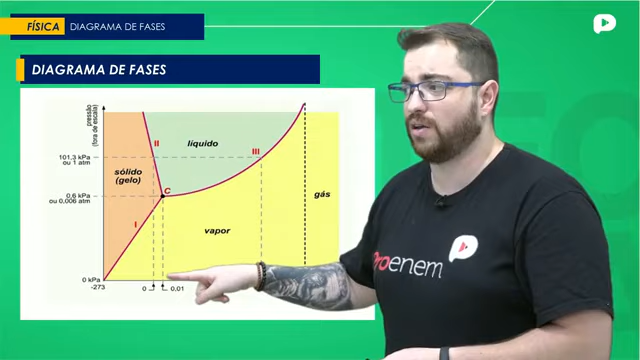 FÍSICA DIAGRAMA DE FASES
DIAGRAMA DE FASES
pressão
(fora de escala)
II
líquido
III
101,3 kPa
ou 1 atm
sólido
(gelo)
C
0,6 kPa
ou 0,006 atm
gás
I
vapor
0 kPa
-273
0
0,01
Proenem